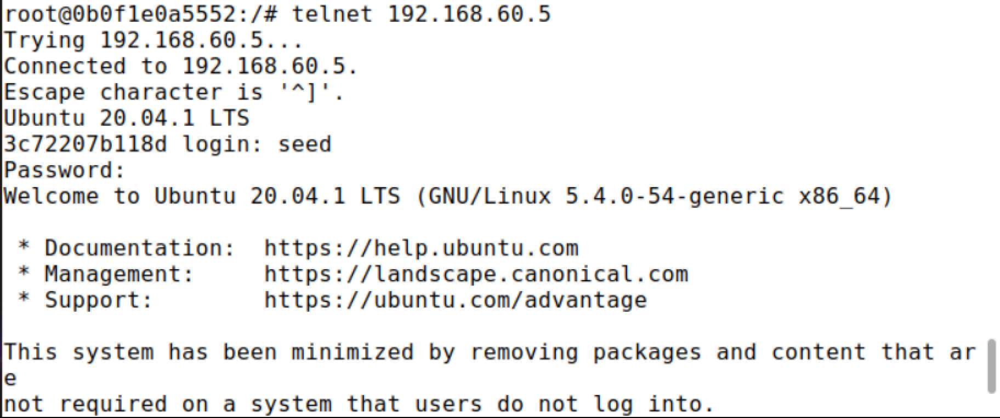 root@0b0f1e0a5552:/# telnet 192.168.60.5
Trying 192.168.60.5...
Connected to 192.168.60.5.
Escape character is '^]'.
Ubuntu 20.04.1 LTS
3c72207b118d login: seed
Password:
Welcome to Ubuntu 20.04.1 LTS (GNU/Linux 5.4.0-54-generic x86_64)

 * Documentation:  https://help.ubuntu.com
 * Management:     https://landscape.canonical.com
 * Support:        https://ubuntu.com/advantage

This system has been minimized by removing packages and content that ar
e
not required on a system that users do not log into.